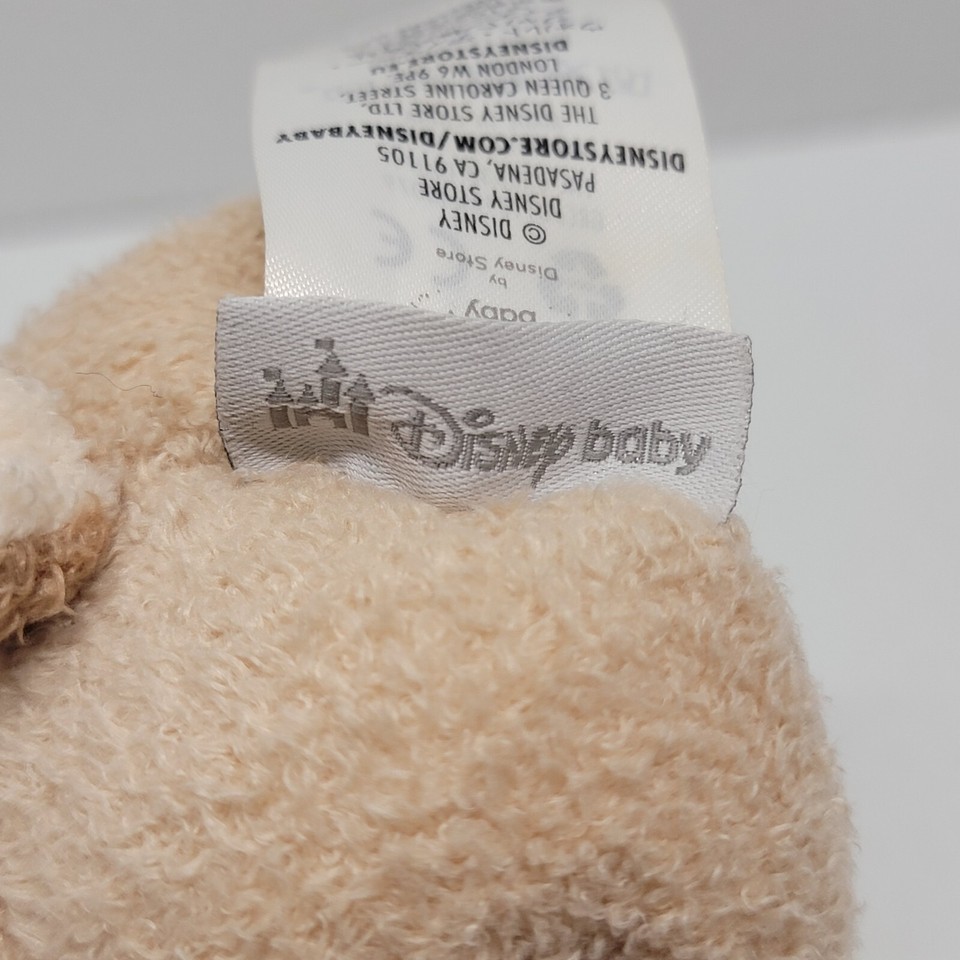 DISNEY baby
baby
by
Disney Store
© DISNEY
DISNEY STORE
PASADENA, CA 91105
DISNEYSTORE.COM/DISNEYBABY
THE DISNEY STORE LTD.
3 QUEEN CAROLINE STREET.
LONDON W6 9PE
DISNEYSTORE.EU